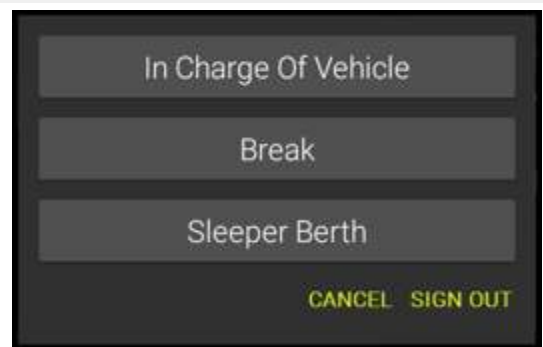 In Charge Of Vehicle
Break
Sleeper Berth
CANCEL SIGN OUT